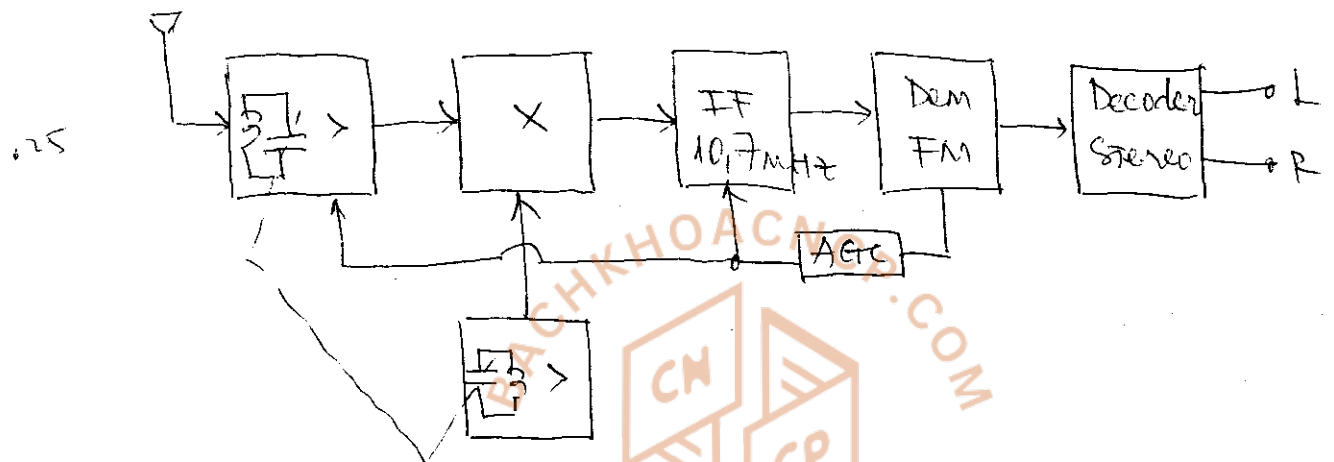 .25
X
IF
10,7MHz
Dem
FM
Decoder
Stereo
L
R
AGC
BACHKHOACNCP.COM
CN
CP